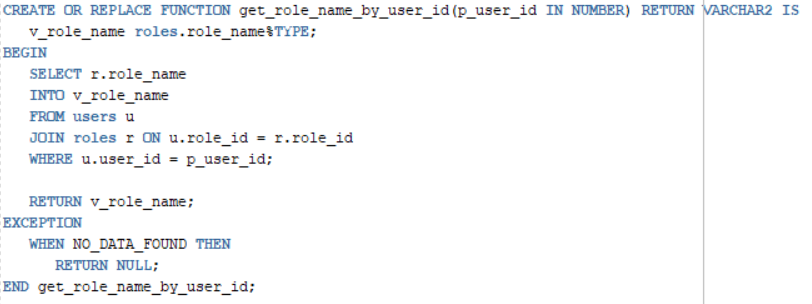 CREATE OR REPLACE FUNCTION get_role_name_by_user_id(p_user_id IN NUMBER) RETURN VARCHAR2 IS
   v_role_name roles.role_name%TYPE;
BEGIN
   SELECT r.role_name
   INTO v_role_name
   FROM users u
   JOIN roles r ON u.role_id = r.role_id
   WHERE u.user_id = p_user_id;

   RETURN v_role_name;
EXCEPTION
   WHEN NO_DATA_FOUND THEN
      RETURN NULL;
END get_role_name_by_user_id;